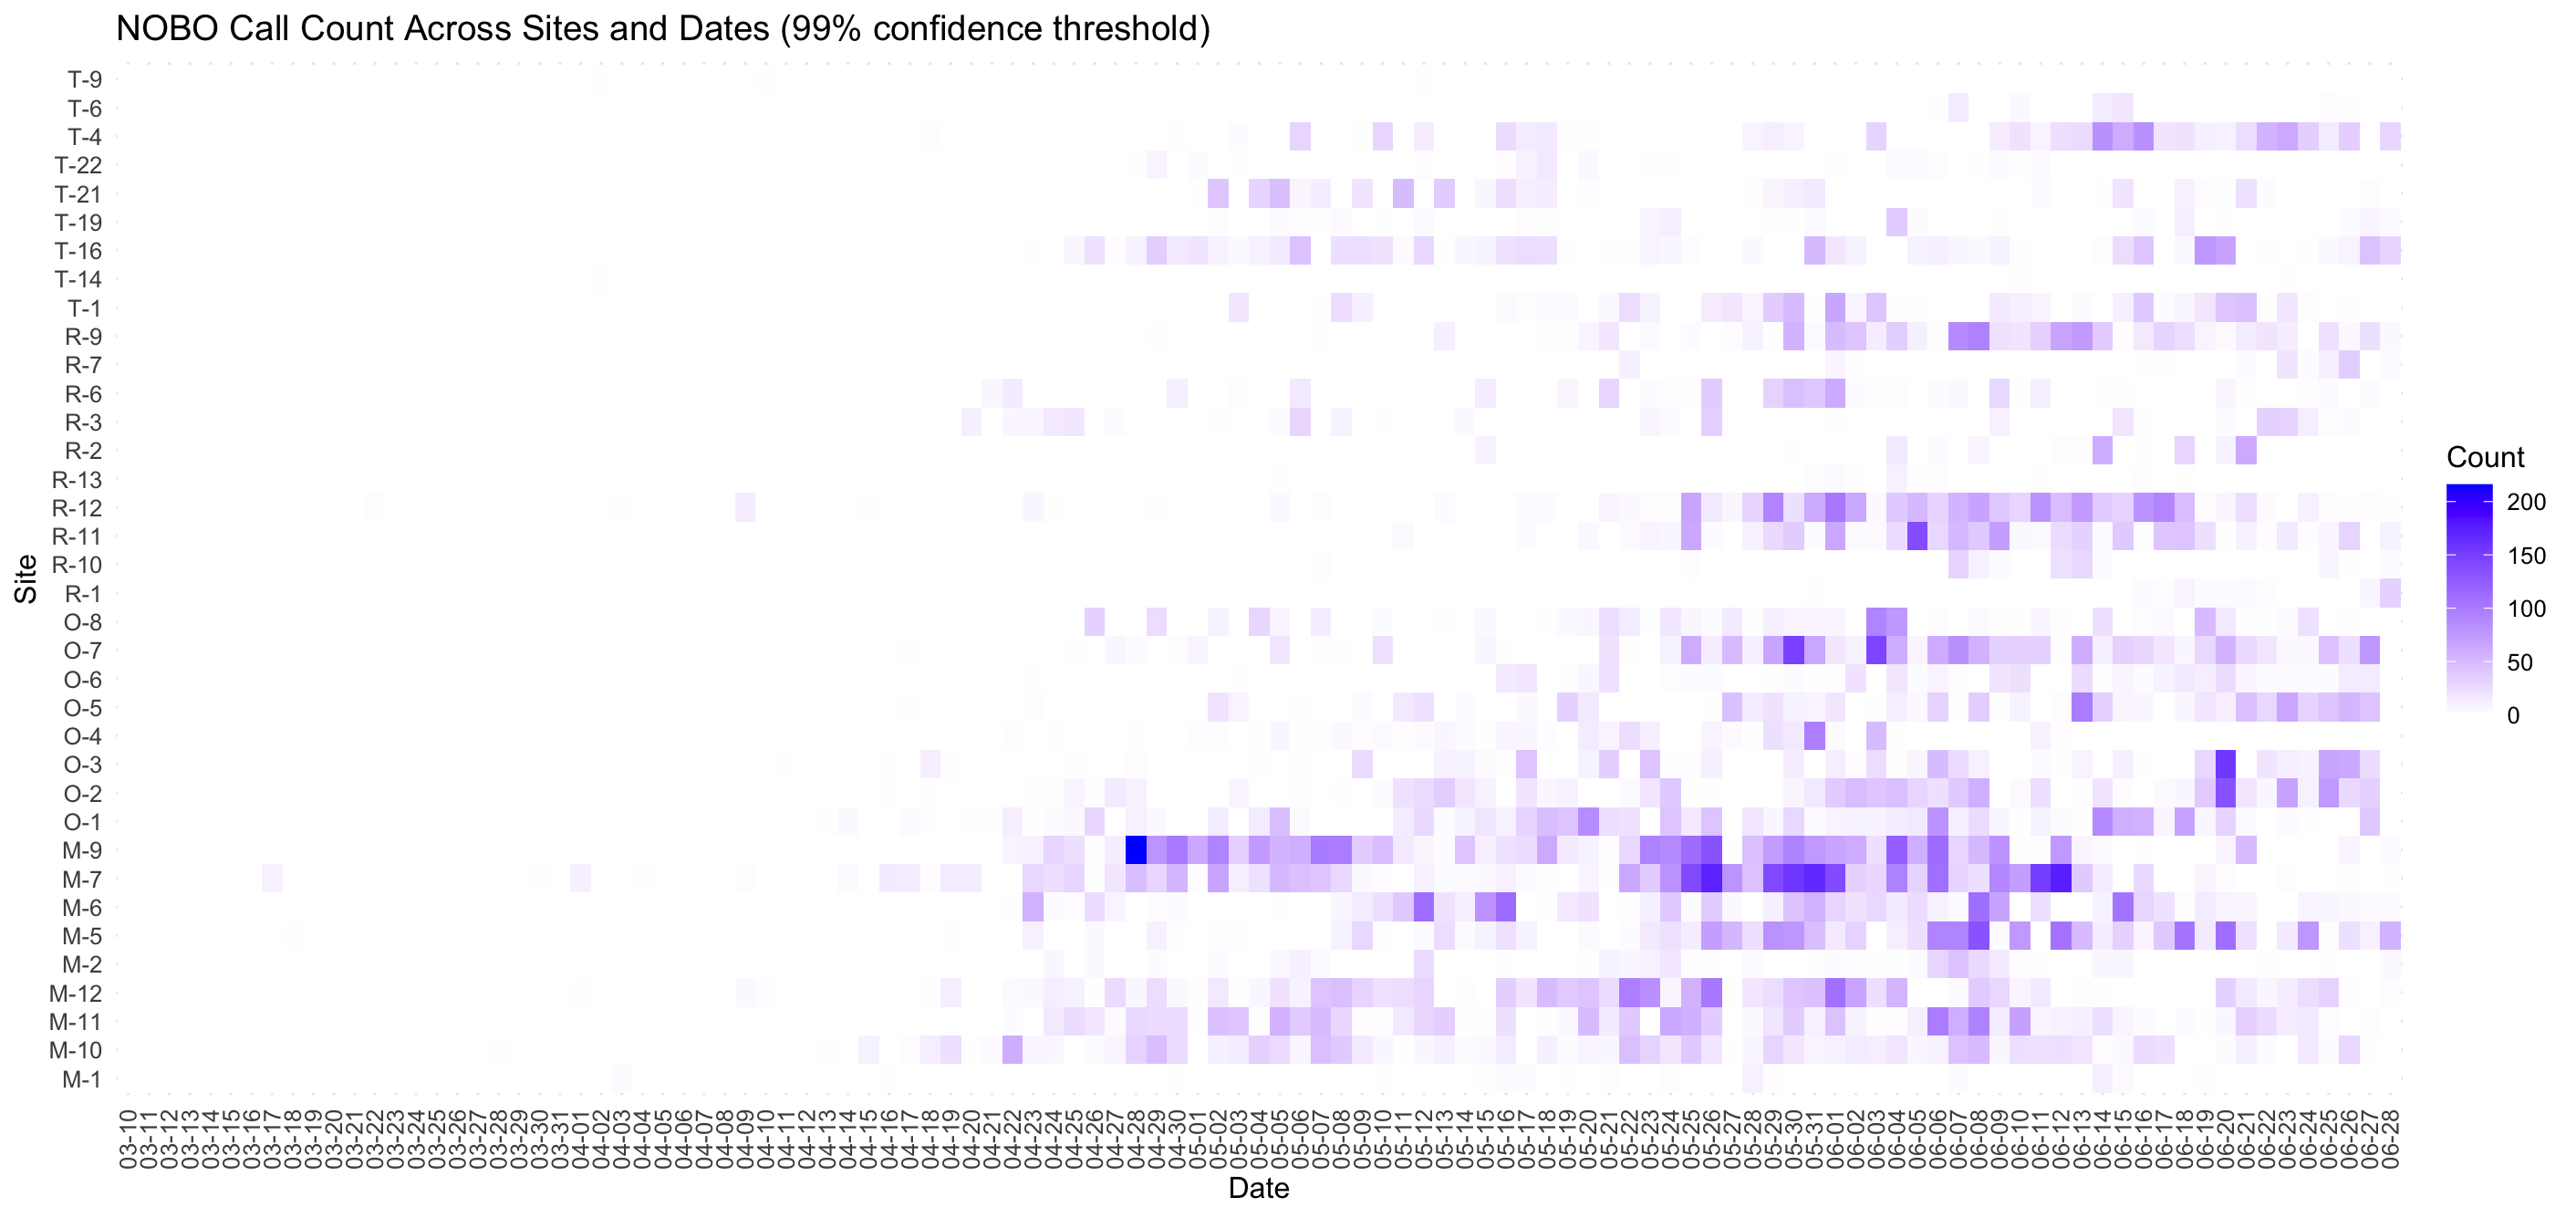 NOBO Call Count Across Sites and Dates (99% confidence threshold)
T-9
T-6
T-4
T-22
T-21
T-19
T-16
T-14
T-1
R-9
R-7
R-6
R-3
R-2
R-13
R-12
R-11
R-10
R-1
O-8
O-7
O-6
O-5
O-4
O-3
O-2
O-1
M-9
M-7
M-6
M-5
M-2
M-12
M-11
M-10
M-1
Site
03-10
03-11
03-12
03-13
03-14
03-15
03-16
03-17
03-18
03-19
03-20
03-21
03-22
03-23
03-24
03-25
03-26
03-27
03-28
03-29
03-30
03-31
04-01
04-02
04-03
04-04
04-05
04-06
04-07
04-08
04-09
04-10
04-11
04-12
04-13
04-14
04-15
04-16
04-17
04-18
04-19
04-20
04-21
04-22
04-23
04-24
04-25
04-26
04-27
04-28
04-29
04-30
05-01
05-02
05-03
05-04
05-05
05-06
05-07
05-08
05-09
05-10
05-11
05-12
05-13
05-14
05-15
05-16
05-17
05-18
05-19
05-20
05-21
05-22
05-23
05-24
05-25
05-26
05-27
05-28
05-29
05-30
05-31
06-01
06-02
06-03
06-04
06-05
06-06
06-07
06-08
06-09
06-10
06-11
06-12
06-13
06-14
06-15
06-16
06-17
06-18
06-19
06-20
06-21
06-22
06-23
06-24
06-25
06-26
06-27
06-28
Date
Count
200
150
100
50
0